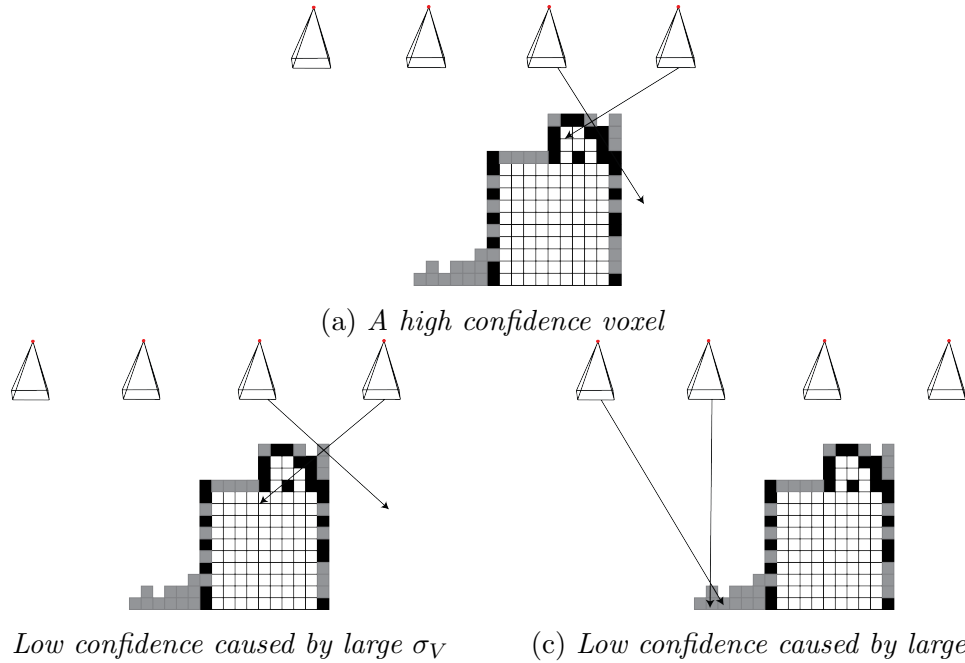 (a) A high confidence voxel
Low confidence caused by large σ_V
(c) Low confidence caused by large